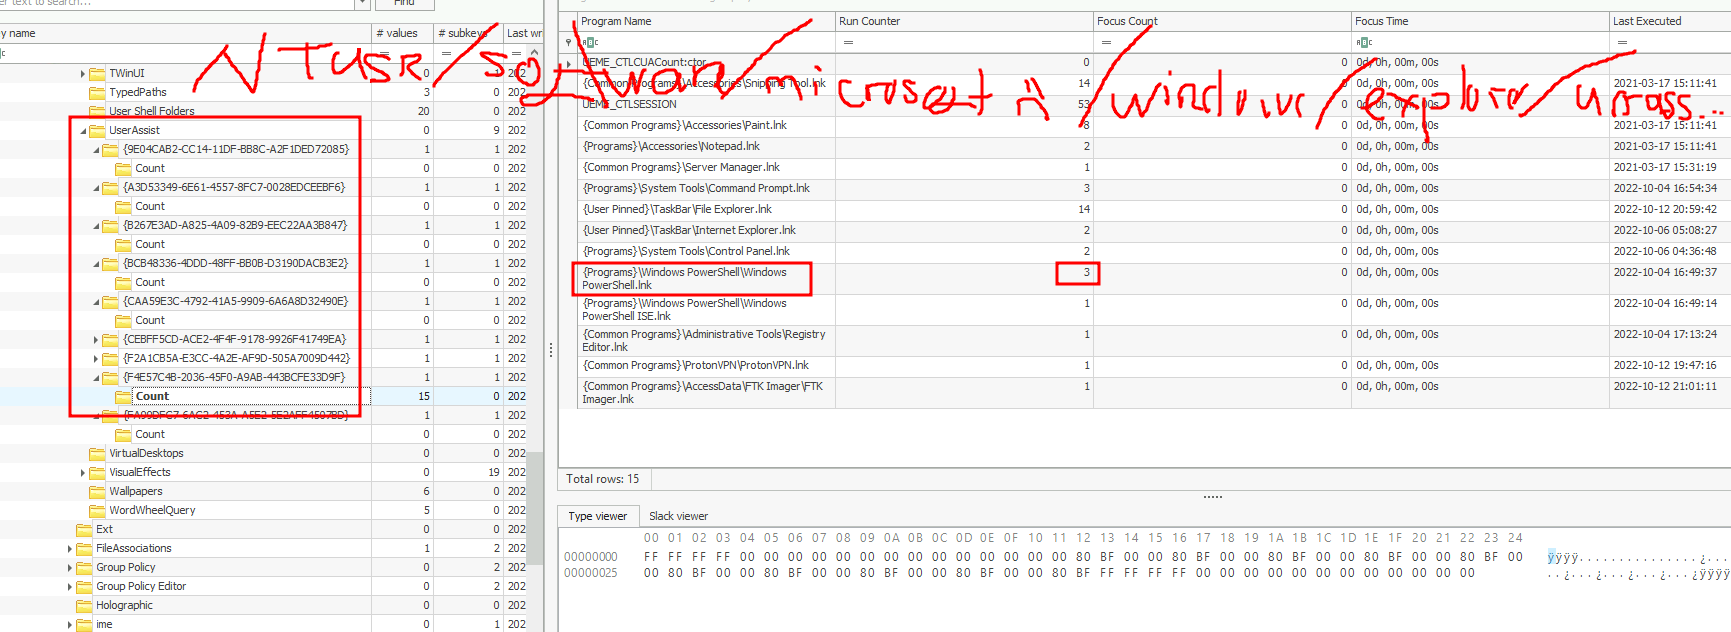 er text to search...
Find
y name # values # subkeys Last wr
TWinUI 0 1 202
TypedPaths 3 0 202
User Shell Folders 20 0 202
UserAssist 0 9 202
{9E04CAB2-CC14-11DF-BB8C-A2F1DED72085} 1 1 202
Count 0 0 202
{A3D53349-6E61-4557-8FC7-0028EDCEEBF6} 1 1 202
Count 0 0 202
{B267E3AD-A825-4A09-82B9-EEC22AA3B847} 1 1 202
Count 0 0 202
{BCB48336-4DDD-48FF-BB0B-D3190DACB3E2} 1 1 202
Count 0 0 202
{CAA59E3C-4792-41A5-9909-6A6A8D32490E} 1 1 202
Count 0 0 202
{CEBFF5CD-ACE2-4F4F-9178-9926F41749EA} 1 1 202
{F2A1CB5A-E3CC-4A2E-AF9D-505A7009D442} 1 1 202
{F4E57C4B-2036-45F0-A9AB-443BCFE33D9F} 1 1 202
Count 15 0 202
1 1 202
Count 0 0 202
VirtualDesktops 0 0 202
VisualEffects 0 19 202
Wallpapers 6 0 202
WordWheelQuery 5 0 202
Ext 0 0 202
FileAssociations 1 2 202
Group Policy 0 2 202
Group Policy Editor 0 2 202
Holographic 0 0 202
ime 0 1 202
NTusr/software/microsoft/windows/explorer/
Program Name Run Counter Focus Count Focus Time Last Executed
= = =
UEME_CTLCUACount:ctor 0 0 0d, 0h, 00m, 00s
{Common Programs}\Accessories\Snipping Tool.lnk 14 0 0d, 0h, 00m, 00s 2021-03-17 15:11:41
UEME_CTLSESSION 53
{Common Programs}\Accessories\Paint.lnk 8 0 0d, 0h, 00m, 00s 2021-03-17 15:11:41
{Programs}\Accessories\Notepad.lnk 2 0 0d, 0h, 00m, 00s 2021-03-17 15:11:41
{Common Programs}\Server Manager.lnk 1 0 0d, 0h, 00m, 00s 2021-03-17 15:31:19
{Programs}\System Tools\Command Prompt.lnk 3 0 0d, 0h, 00m, 00s 2022-10-04 16:54:34
{User Pinned}\TaskBar\File Explorer.lnk 14 0 0d, 0h, 00m, 00s 2022-10-12 20:59:42
{User Pinned}\TaskBar\Internet Explorer.lnk 2 0 0d, 0h, 00m, 00s 2022-10-06 05:08:27
{Programs}\System Tools\Control Panel.lnk 2 0 0d, 0h, 00m, 00s 2022-10-06 04:36:48
{Programs}\Windows PowerShell\Windows 3 0 0d, 0h, 00m, 00s 2022-10-04 16:49:37
PowerShell.lnk
{Programs}\Windows PowerShell\Windows 1 0 0d, 0h, 00m, 00s 2022-10-04 16:49:14
PowerShell ISE.lnk
{Common Programs}\Administrative Tools\Registry 1 0 0d, 0h, 00m, 00s 2022-10-04 17:13:24
Editor.lnk
{Common Programs}\ProtonVPN\ProtonVPN.lnk 1 0 0d, 0h, 00m, 00s 2022-10-12 19:47:16
{Common Programs}\AccessData\FTK Imager\FTK 1 0 0d, 0h, 00m, 00s 2022-10-12 21:01:11
Imager.lnk
Total rows: 15
Type viewer Slack viewer
00 01 02 03 04 05 06 07 08 09 0A 0B 0C 0D 0E 0F 10 11 12 13 14 15 16 17 18 19 1A 1B 1C 1D 1E 1F 20 21 22 23 24
00000000 FF FF FF FF 00 00 00 00 00 00 00 00 00 00 00 00 00 00 80 BF 00 00 80 BF 00 00 80 BF 00 00 80 BF 00 00 80 BF 00 ÿÿÿÿ..............¿...
00000025 00 80 BF 00 00 80 BF 00 00 80 BF 00 00 80 BF 00 00 80 BF FF FF FF FF 00 00 00 00 00 00 00 00 00 00 00 00 ..¿...¿...¿...¿...¿ÿÿÿÿ